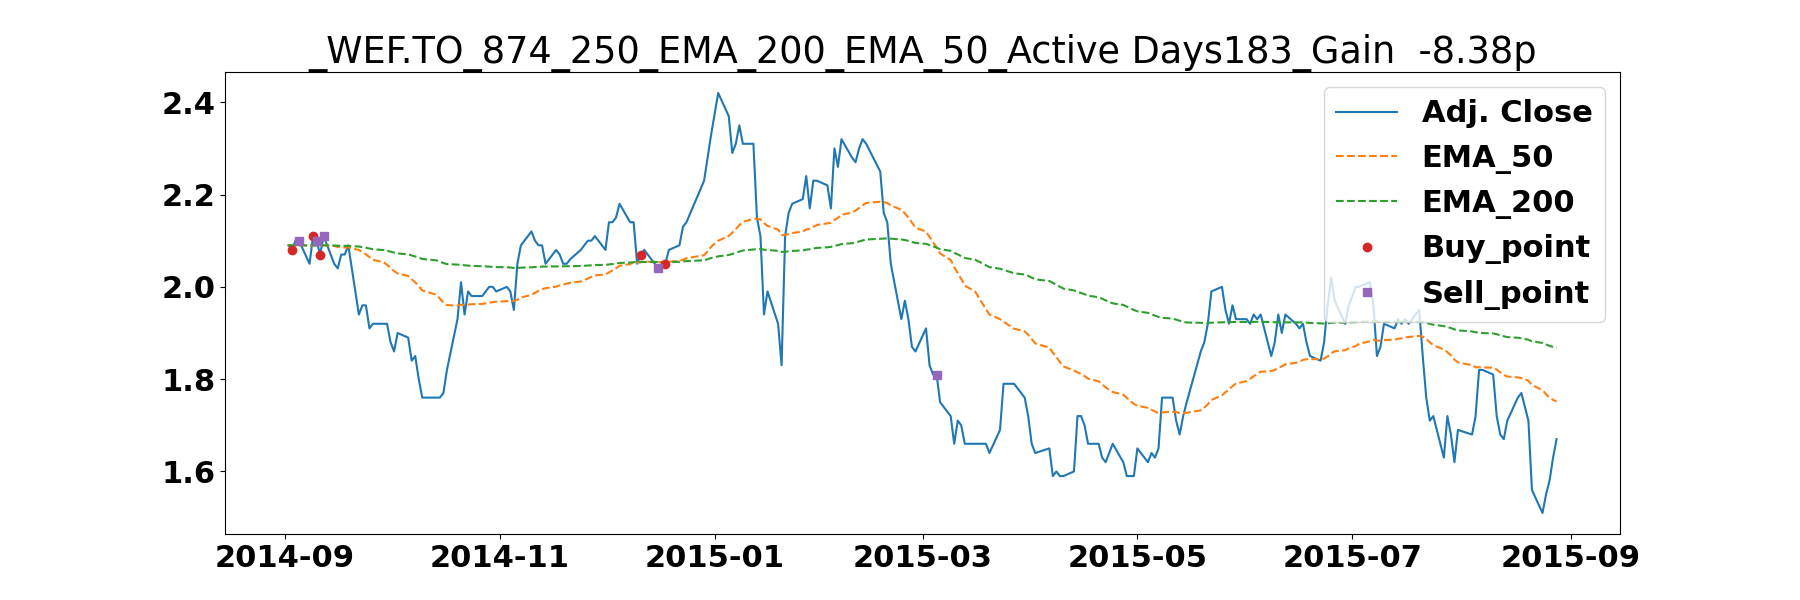 _WEF.TO_874_250_EMA_200_EMA_50_Active Days183_Gain  -8.38p
2.4
2.2
2.0
1.8
1.6
Adj. Close
EMA_50
EMA_200
Buy_point
Sell_point
2014-09 2014-11 2015-01 2015-03 2015-05 2015-07 2015-09